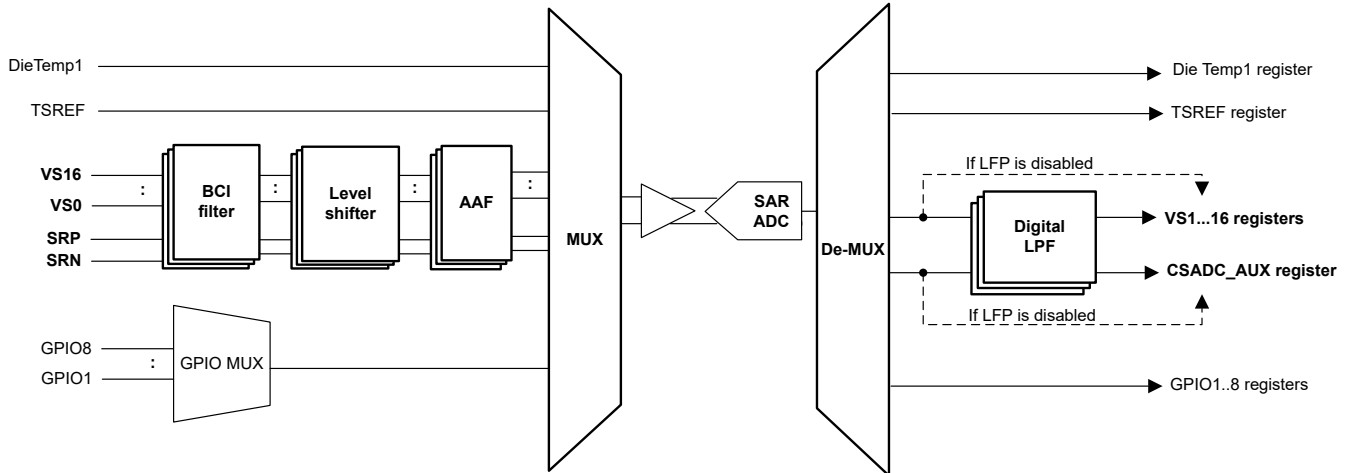 DieTemp1
TSREF
VS16
:
VS0
SRP
SRN
BCI
filter
:
Level
shifter
:
AAF
:
GPIO8
:
GPIO1
GPIO MUX
MUX
SAR
ADC
De-MUX
Die Temp1 register
TSREF register
If LFP is disabled
Digital
LPF
VS1...16 registers
CSADC_AUX register
If LFP is disabled
GPIO1..8 registers